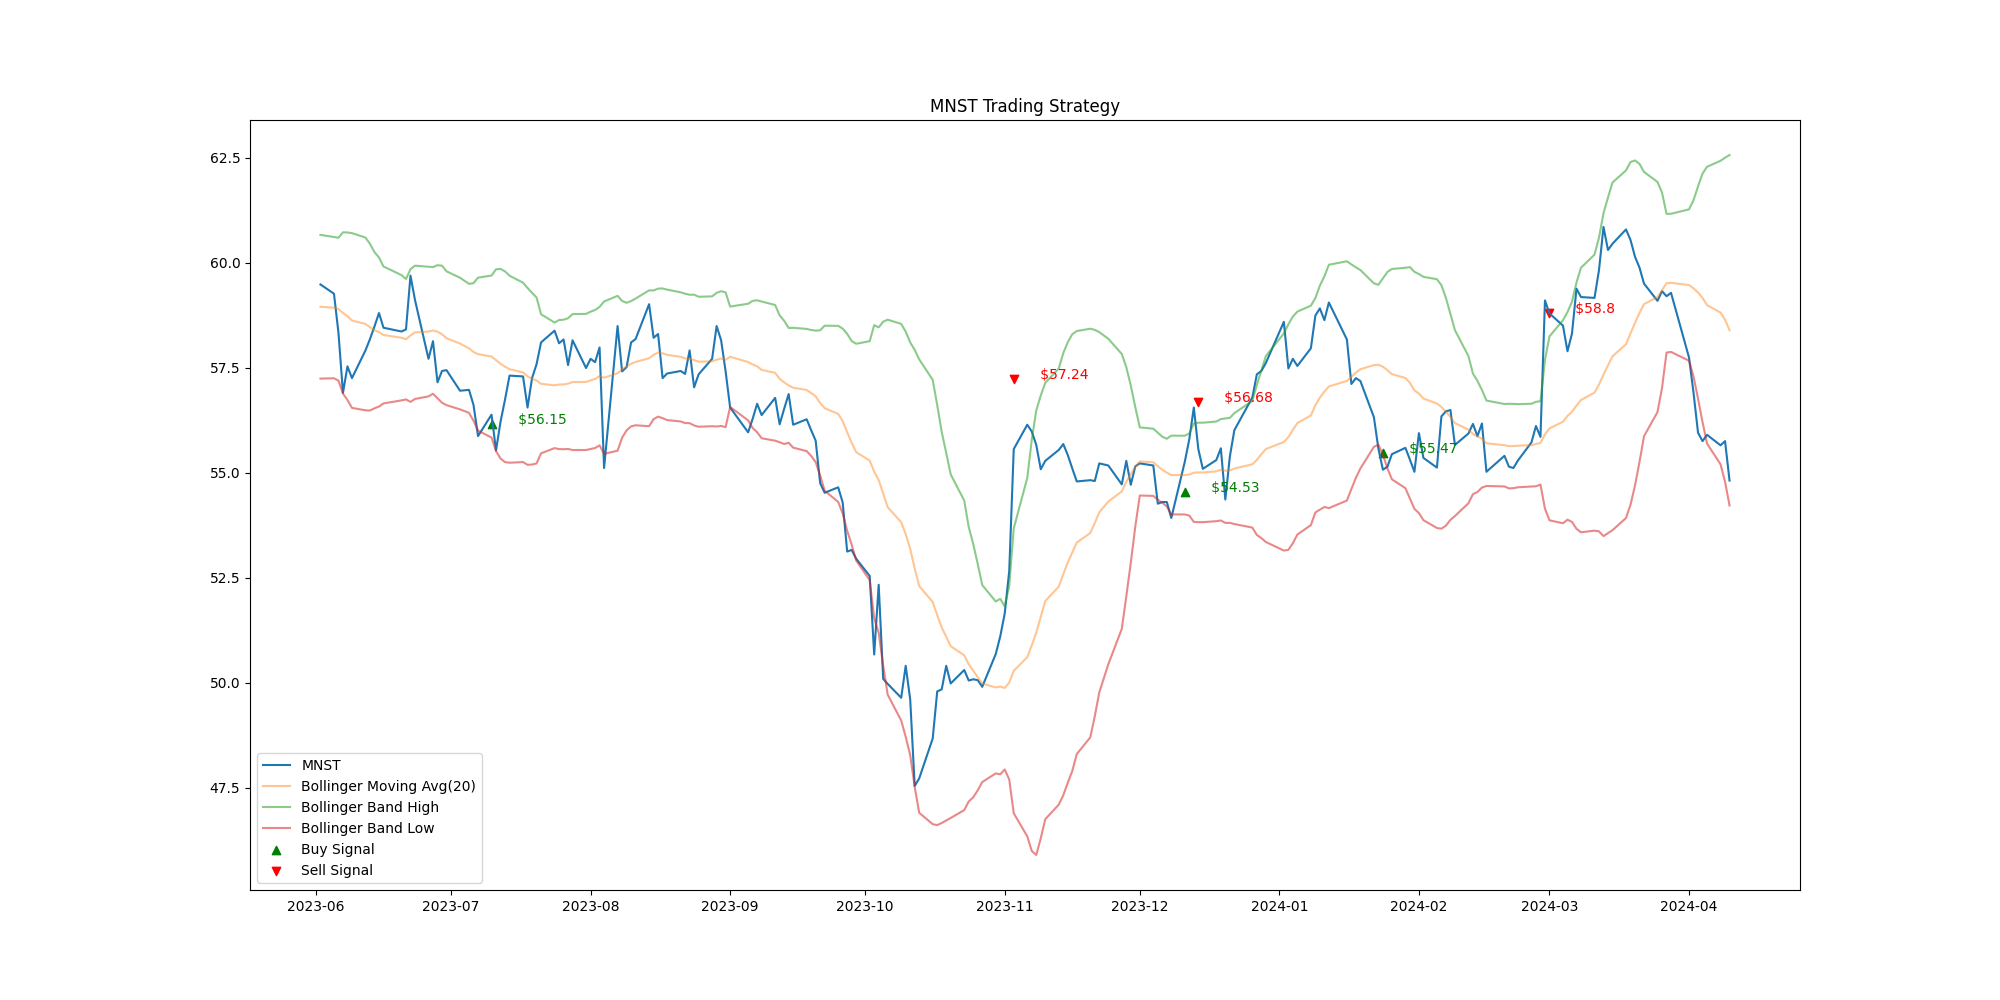 MNST Trading Strategy
62.5
60.0
57.5
55.0
52.5
50.0
47.5
$56.15
$57.24
$56.68
$54.53
$55.47
$58.8
MNST
Bollinger Moving Avg(20)
Bollinger Band High
Bollinger Band Low
Buy Signal
Sell Signal
2023-06 2023-07 2023-08 2023-09 2023-10 2023-11 2023-12 2024-01 2024-02 2024-03 2024-04